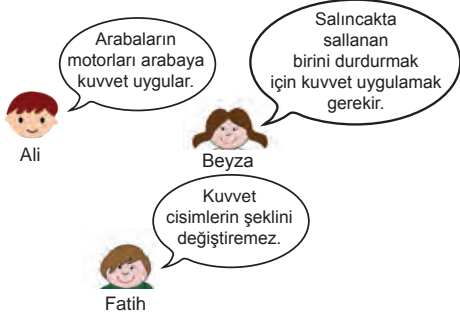 Arabaların
motorları arabaya
kuvvet uygular.
Ali
Salıncakta
sallanan
birini durdurmak
için kuvvet uygulamak
gerekir.
Beyza
Kuvvet
cisimlerin şeklini
değiştiremez.
Fatih